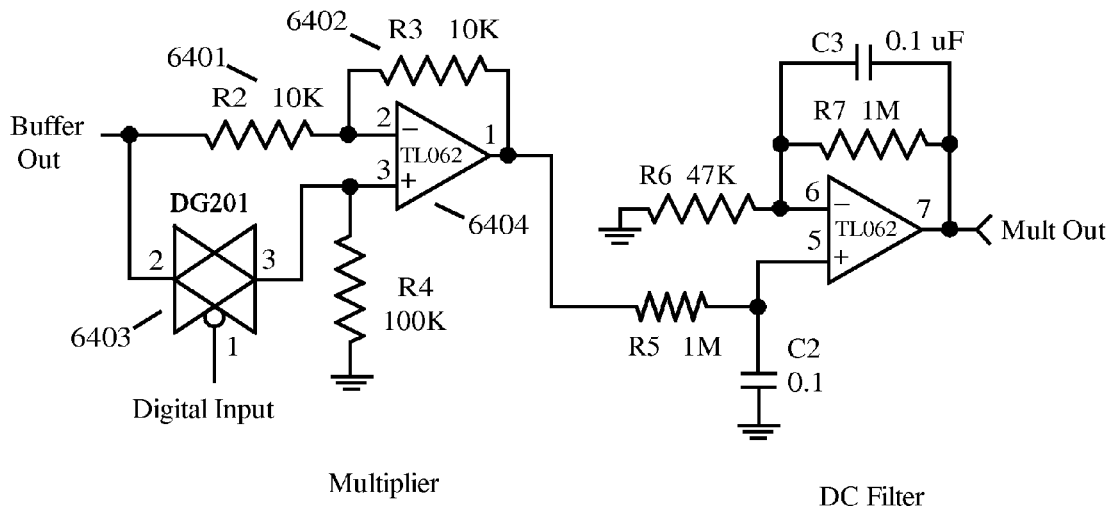 6402
R3 10K
6401
R2 10K
Buffer
Out
2
−
TL062
1
3
+
6404
DG201
2
3
6403
1
R4
100K
Digital Input
Multiplier
C3 0.1 uF
R7 1M
R6 47K
6
−
TL062
7
5
+
Mult Out
R5 1M
C2
0.1
DC Filter